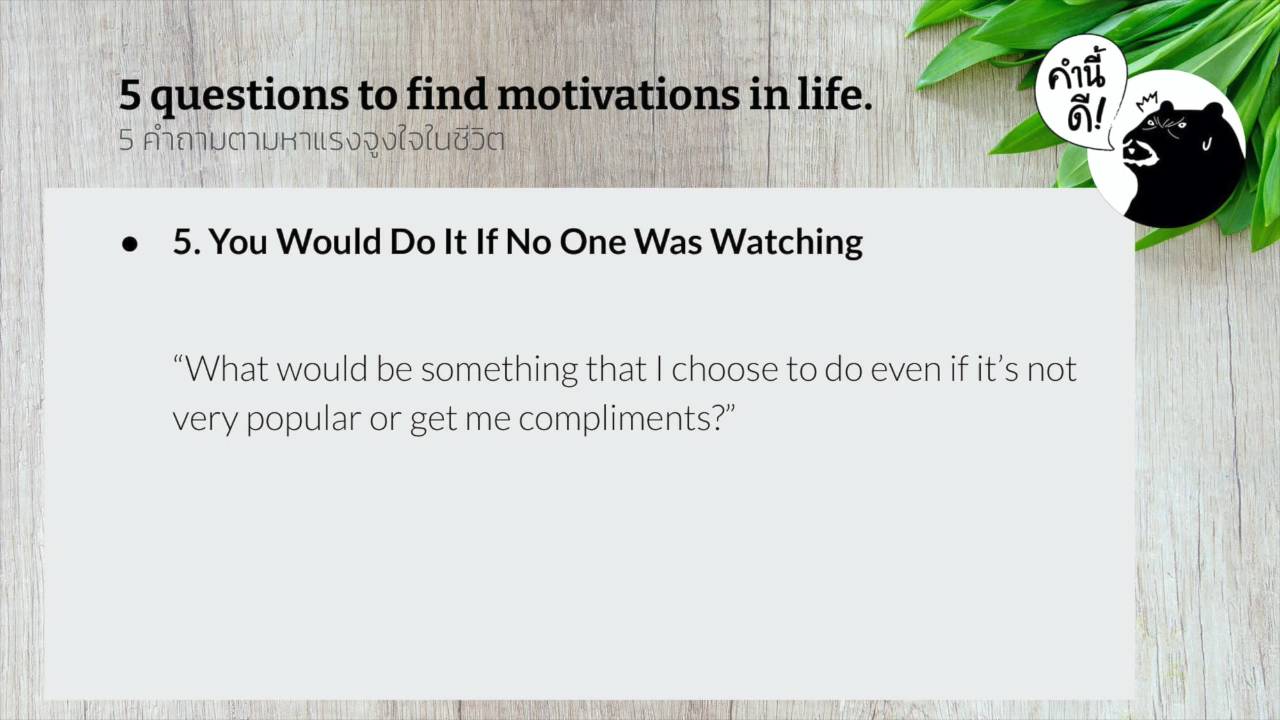 5 questions to find motivations in life.
5 คำถามตามหาแรงจูงใจในชีวิต
คำนี้
ดี!
● 5. You Would Do It If No One Was Watching
“What would be something that I choose to do even if it’s not
very popular or get me compliments?”